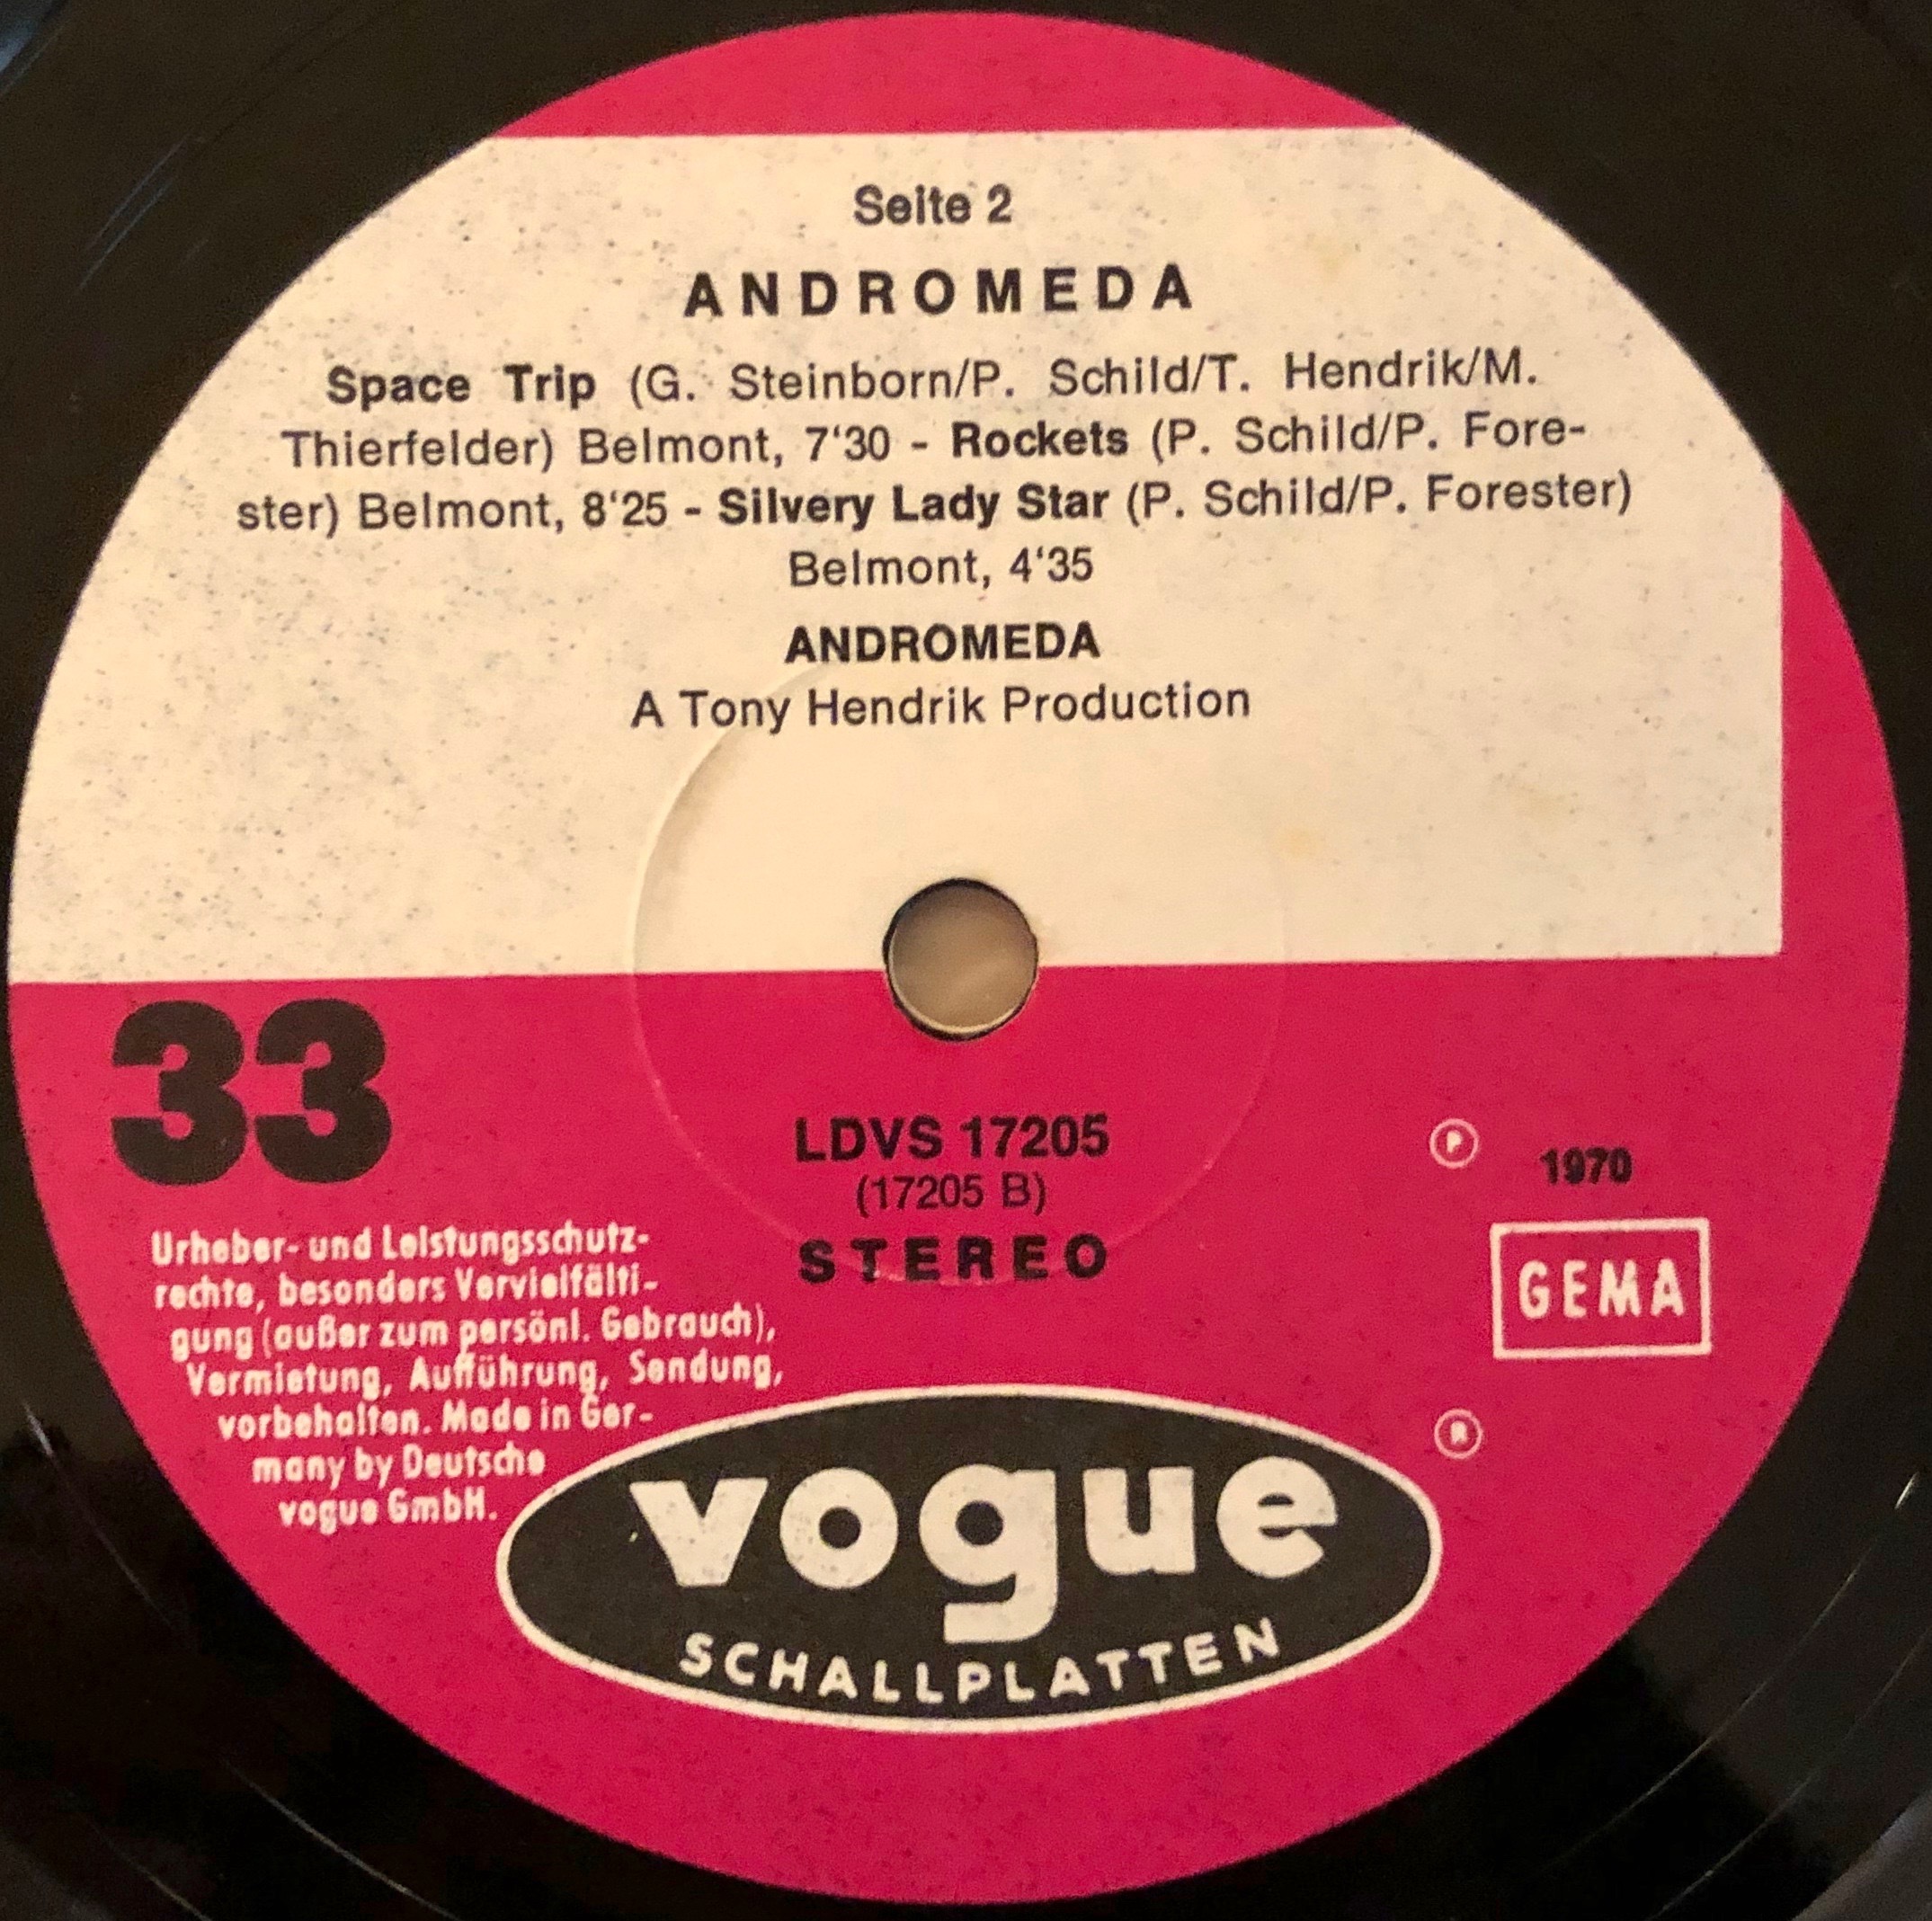 Seite 2
ANDROMEDA
Space Trip (G. Steinborn/P. Schild/T. Hendrik/M.
Thierfelder) Belmont, 7‘30 - Rockets (P. Schild/P. Fore-
ster) Belmont, 8‘25 - Silvery Lady Star (P. Schild/P. Forester)
Belmont, 4‘35
ANDROMEDA
A Tony Hendrik Production
33
LDVS 17205
(17205 B)
STEREO
Ⓟ 1970
GEMA
Urheber- und Leistungsschutz-
rechte, besonders Vervielfälti-
gung (außer zum persönl. Gebrauch),
Vermietung, Aufführung, Sendung,
vorbehalten. Made in Ger-
many by Deutsche
vogue GmbH.
®
vogue
SCHALLPLATTEN